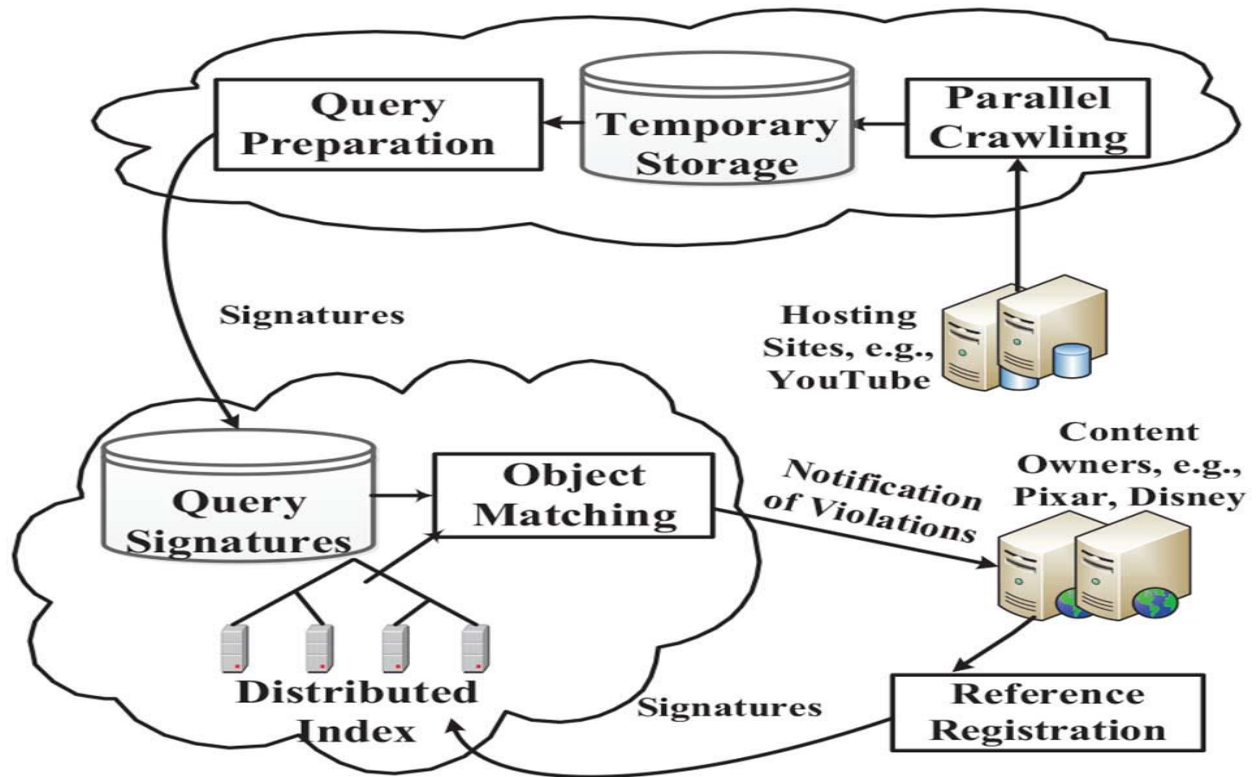 Query
Preparation
Temporary
Storage
Parallel
Crawling
Signatures
Hosting
Sites, e.g.,
YouTube
Content
Owners, e.g.,
Pixar, Disney
Query
Signatures
Object
Matching
Notification
of Violations
Distributed
Index
Signatures
Reference
Registration